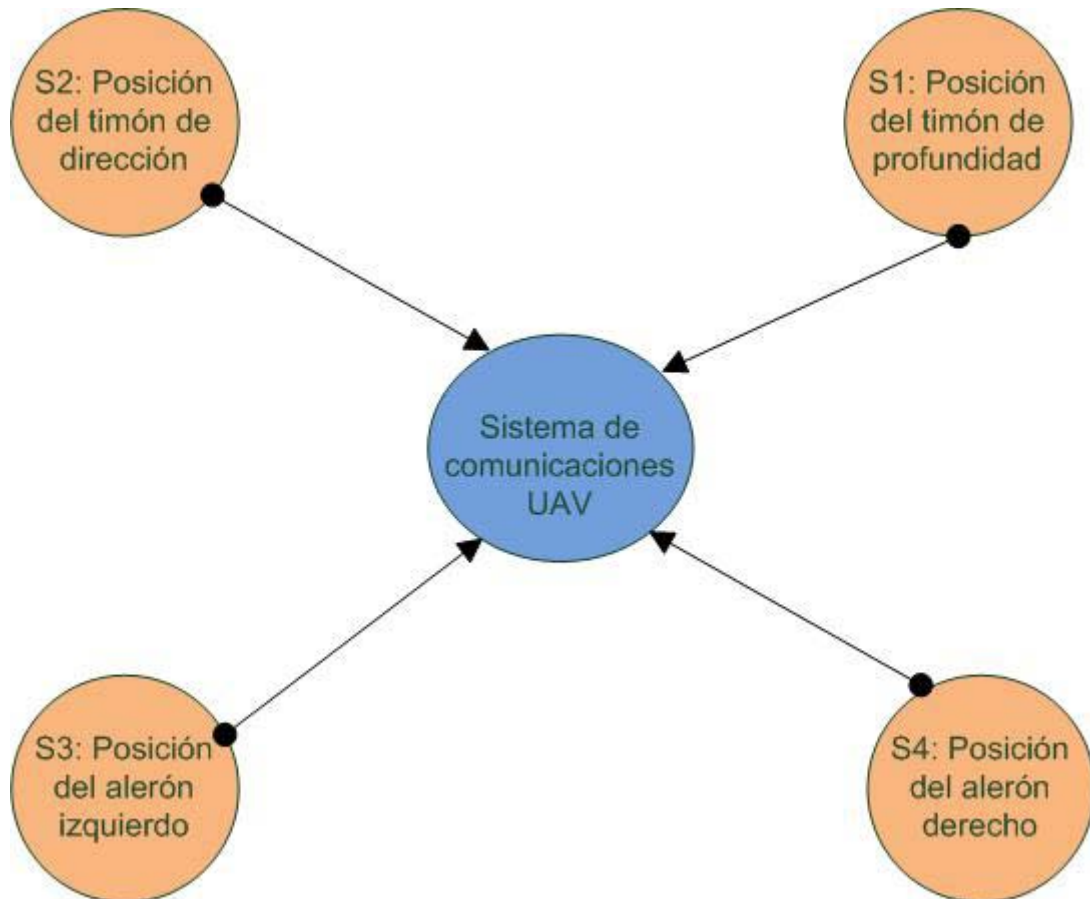 S2: Posición
del timón de
dirección
S1: Posición
del timón de
profundidad
Sistema de
comunicaciones
UAV
S3: Posición
del alerón
izquierdo
S4: Posición
del alerón
derecho